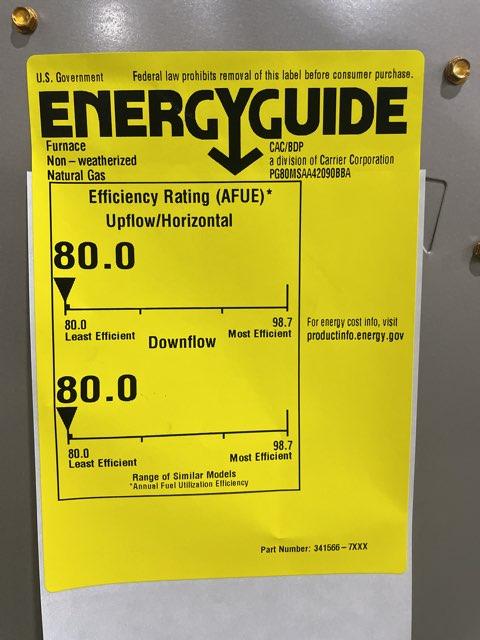 U.S. Government Federal law prohibits removal of this label before consumer purchase.
ENERGYGUIDE
Furnace
Non – weatherized
Natural Gas
CAC/BDP
a division of Carrier Corporation
PG80MSAA42090BBA
Efficiency Rating (AFUE)*
Upflow/Horizontal
80.0
80.0 98.7
Least Efficient Most Efficient
For energy cost info, visit
productinfo.energy.gov
Downflow
80.0
80.0 98.7
Least Efficient Most Efficient
Range of Similar Models
*Annual Fuel Utilization Efficiency
Part Number: 341566 – 7XXX